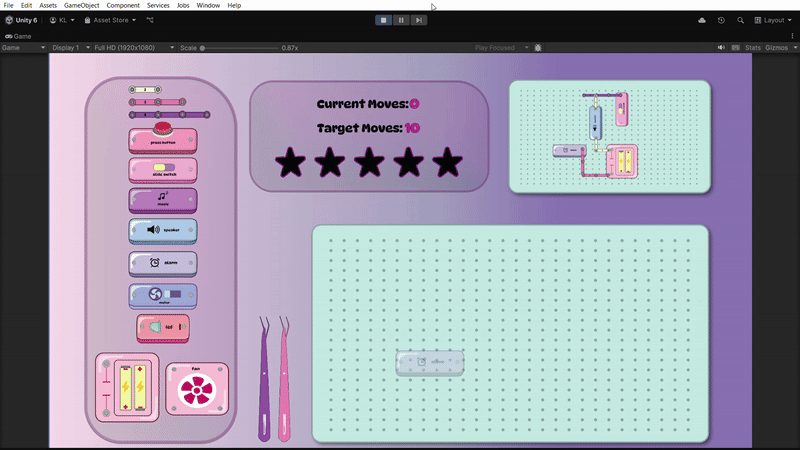 File Edit Assets GameObject Component Services Jobs Window Help
Unity 6 KL Asset Store Layout
Game
Game Display 1 Full HD (1920x1080) Scale 0.87x Play Focused Stats Gizmos
Current Moves:0
Target Moves: 10
press button
slide switch
music
speaker
alarm
fan